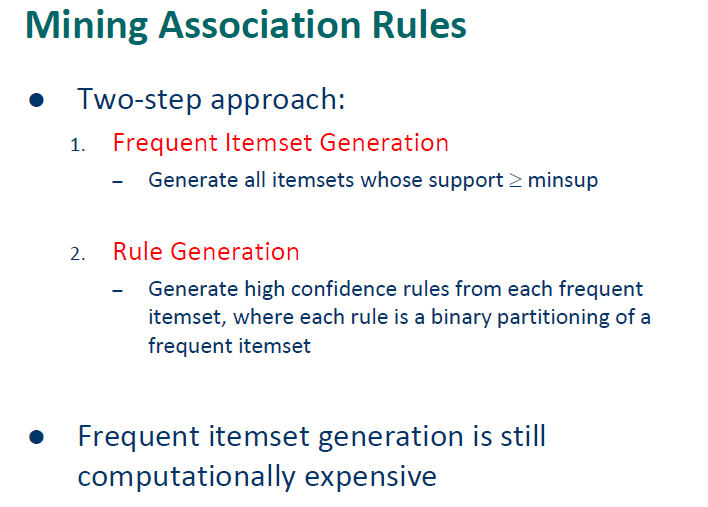 Mining Association Rules
● Two-step approach:
1. Frequent Itemset Generation
– Generate all itemsets whose support ≥ minsup
2. Rule Generation
– Generate high confidence rules from each frequent
itemset, where each rule is a binary partitioning of a
frequent itemset
● Frequent itemset generation is still
computationally expensive